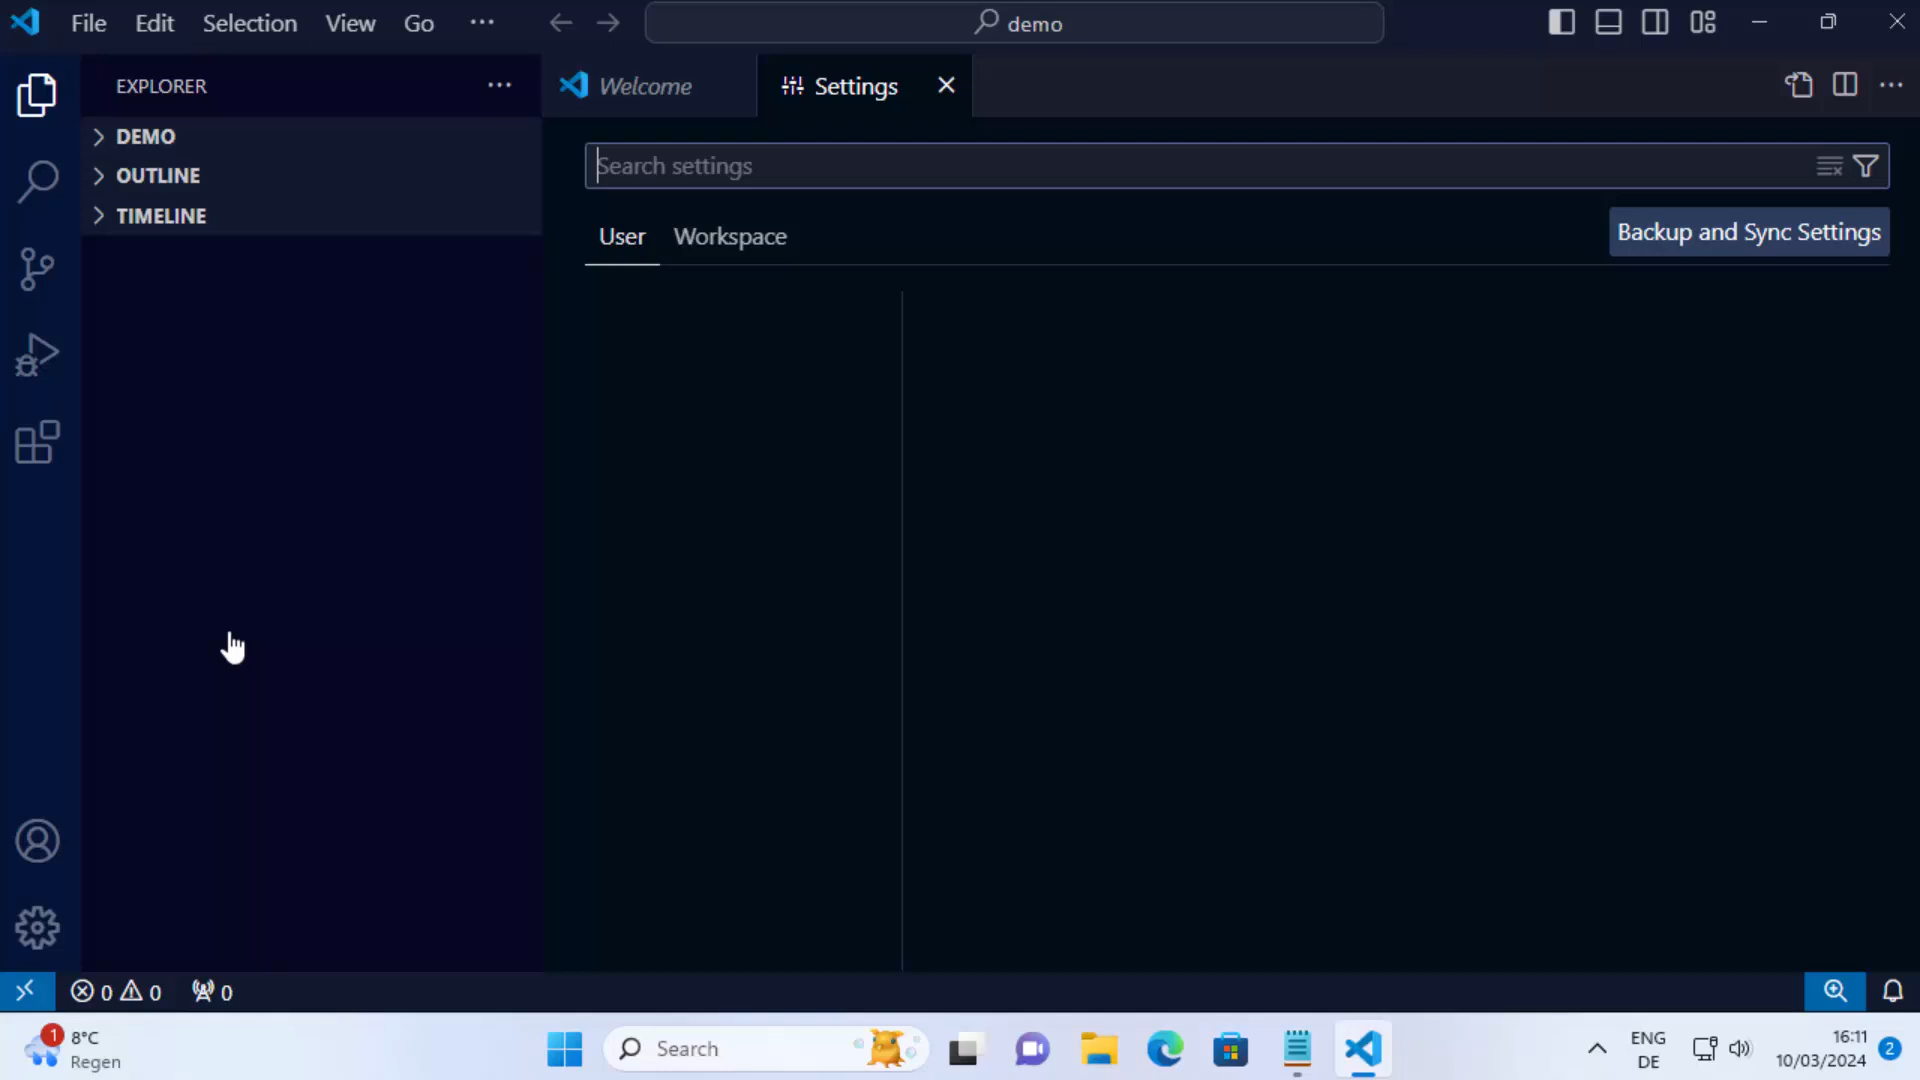 File Edit Selection View Go ···
demo
EXPLORER
Welcome
Settings
DEMO
OUTLINE
TIMELINE
Search settings
User Workspace
Backup and Sync Settings
0 0 0
1
8°C
Regen
Search
ENG
DE
16:11
10/03/2024
2